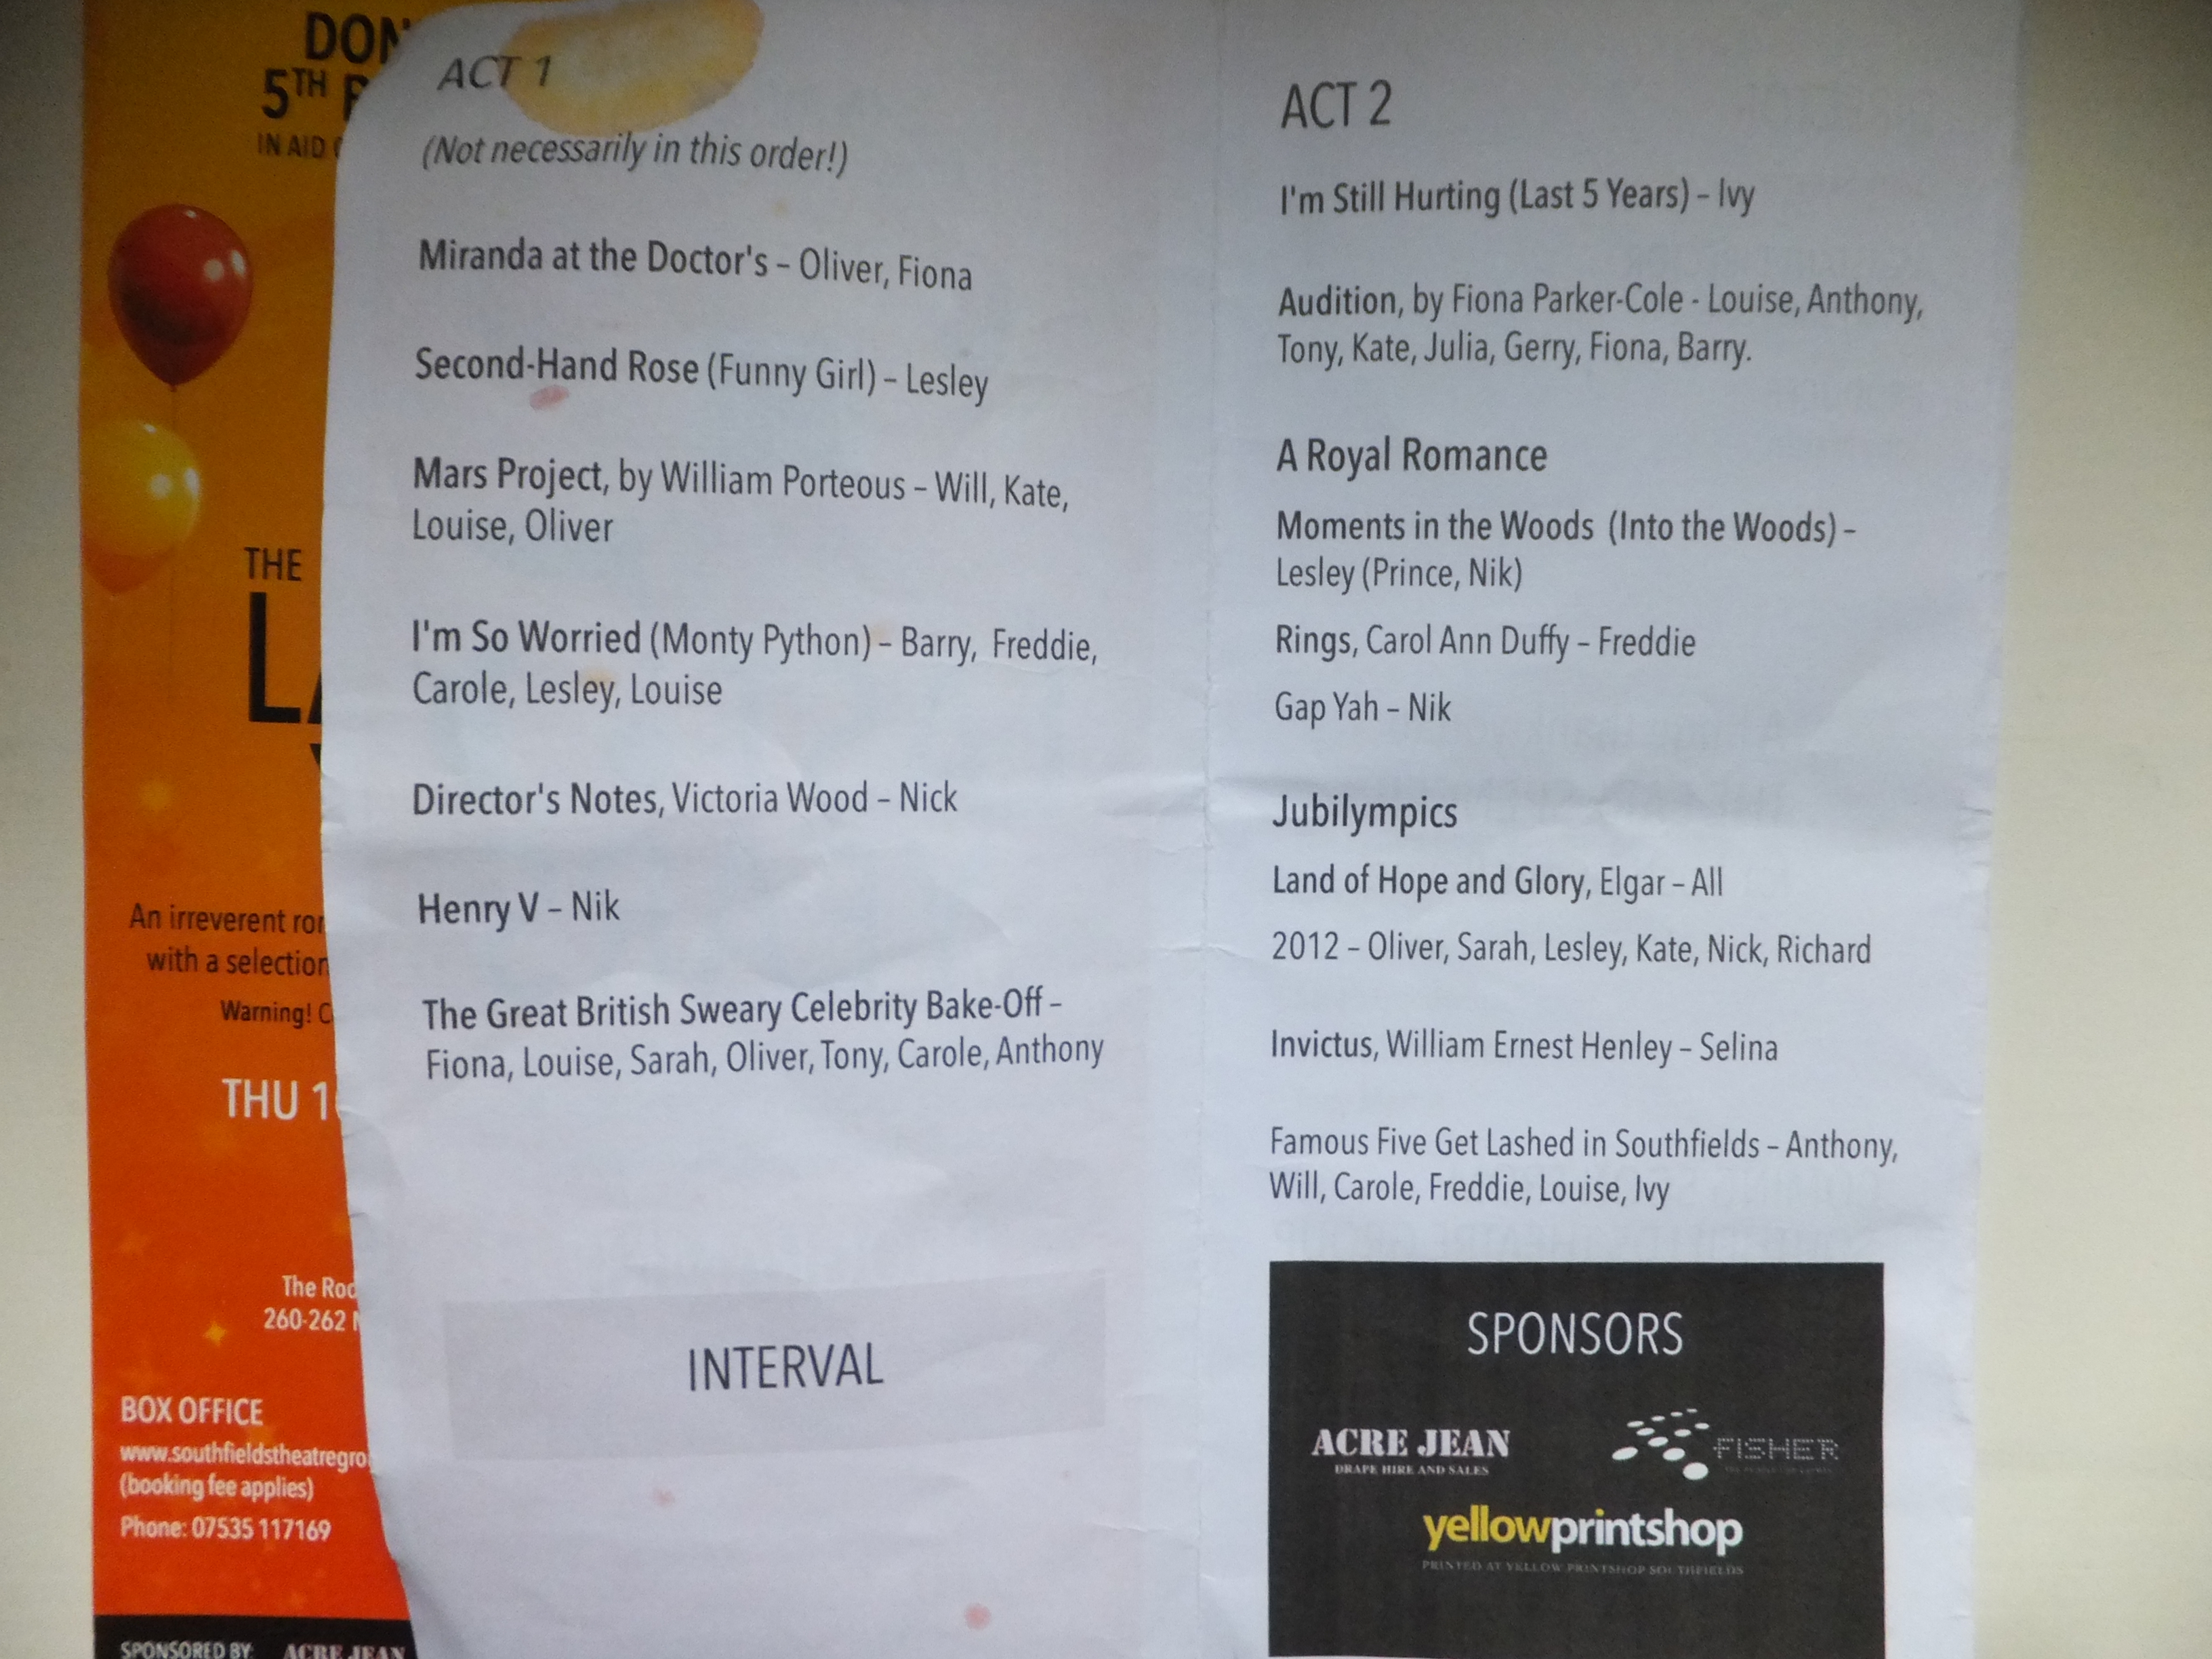 DON
5TH
IN AID
THE
L
An irreverent
with a selection
Warning!
THU
The
260-262
BOX OFFICE
www.southfieldstheatregro
(booking fee applies)
Phone: 07535 117169
SPONSORED BY: ACRE JEAN
ACT 1
(Not necessarily in this order!)
Miranda at the Doctor's – Oliver, Fiona
Second-Hand Rose (Funny Girl) – Lesley
Mars Project, by William Porteous – Will, Kate,
Louise, Oliver
I'm So Worried (Monty Python) – Barry, Freddie,
Carole, Lesley, Louise
Director's Notes, Victoria Wood – Nick
Henry V – Nik
The Great British Sweary Celebrity Bake-Off –
Fiona, Louise, Sarah, Oliver, Tony, Carole, Anthony
INTERVAL
ACT 2
I'm Still Hurting (Last 5 Years) – Ivy
Audition, by Fiona Parker-Cole - Louise, Anthony,
Tony, Kate, Julia, Gerry, Fiona, Barry.
A Royal Romance
Moments in the Woods (Into the Woods) –
Lesley (Prince, Nik)
Rings, Carol Ann Duffy – Freddie
Gap Yah – Nik
Jubilympics
Land of Hope and Glory, Elgar – All
2012 – Oliver, Sarah, Lesley, Kate, Nick, Richard
Invictus, William Ernest Henley – Selina
Famous Five Get Lashed in Southfields – Anthony,
Will, Carole, Freddie, Louise, Ivy
SPONSORS
ACRE JEAN
DRAPE HIRE AND SALES
FISHER
yellowprintshop
PRINTED AT YELLOW PRINTSHOP SOUTHFIELDS